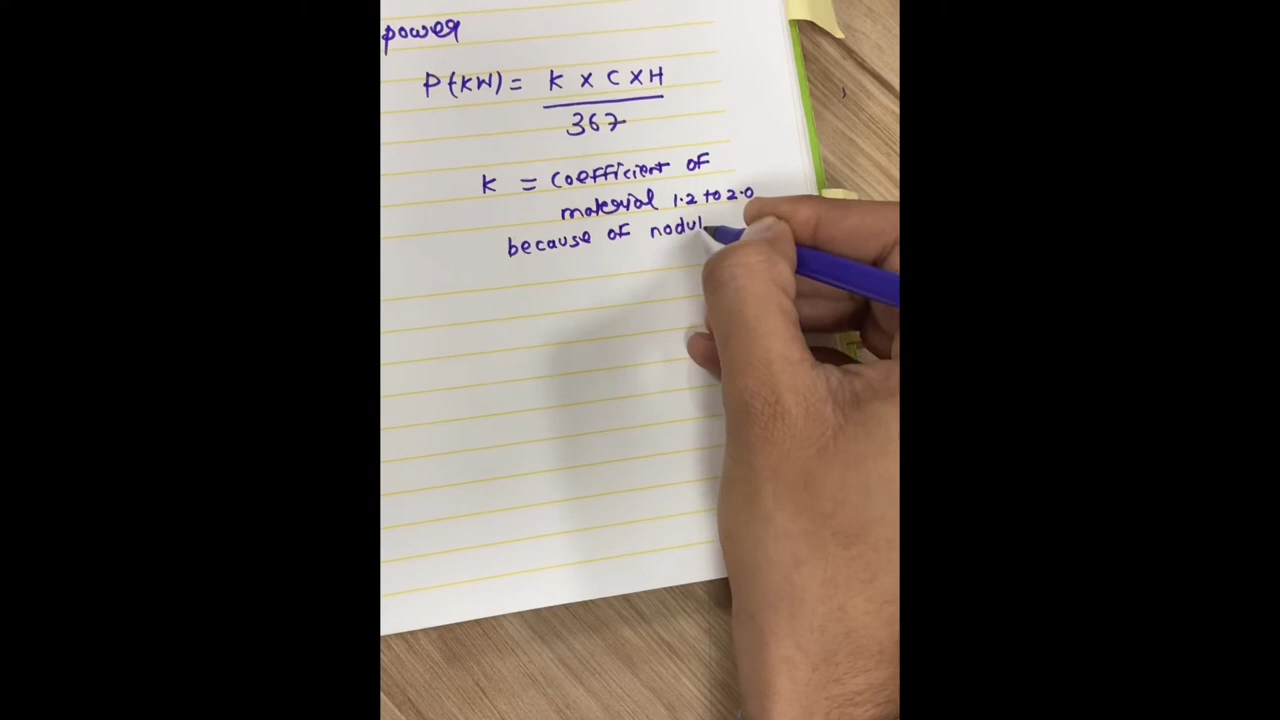 power
P(KW) = K X C X H
367
K = coefficient of
material 1.2 to 2.0
because of nodul